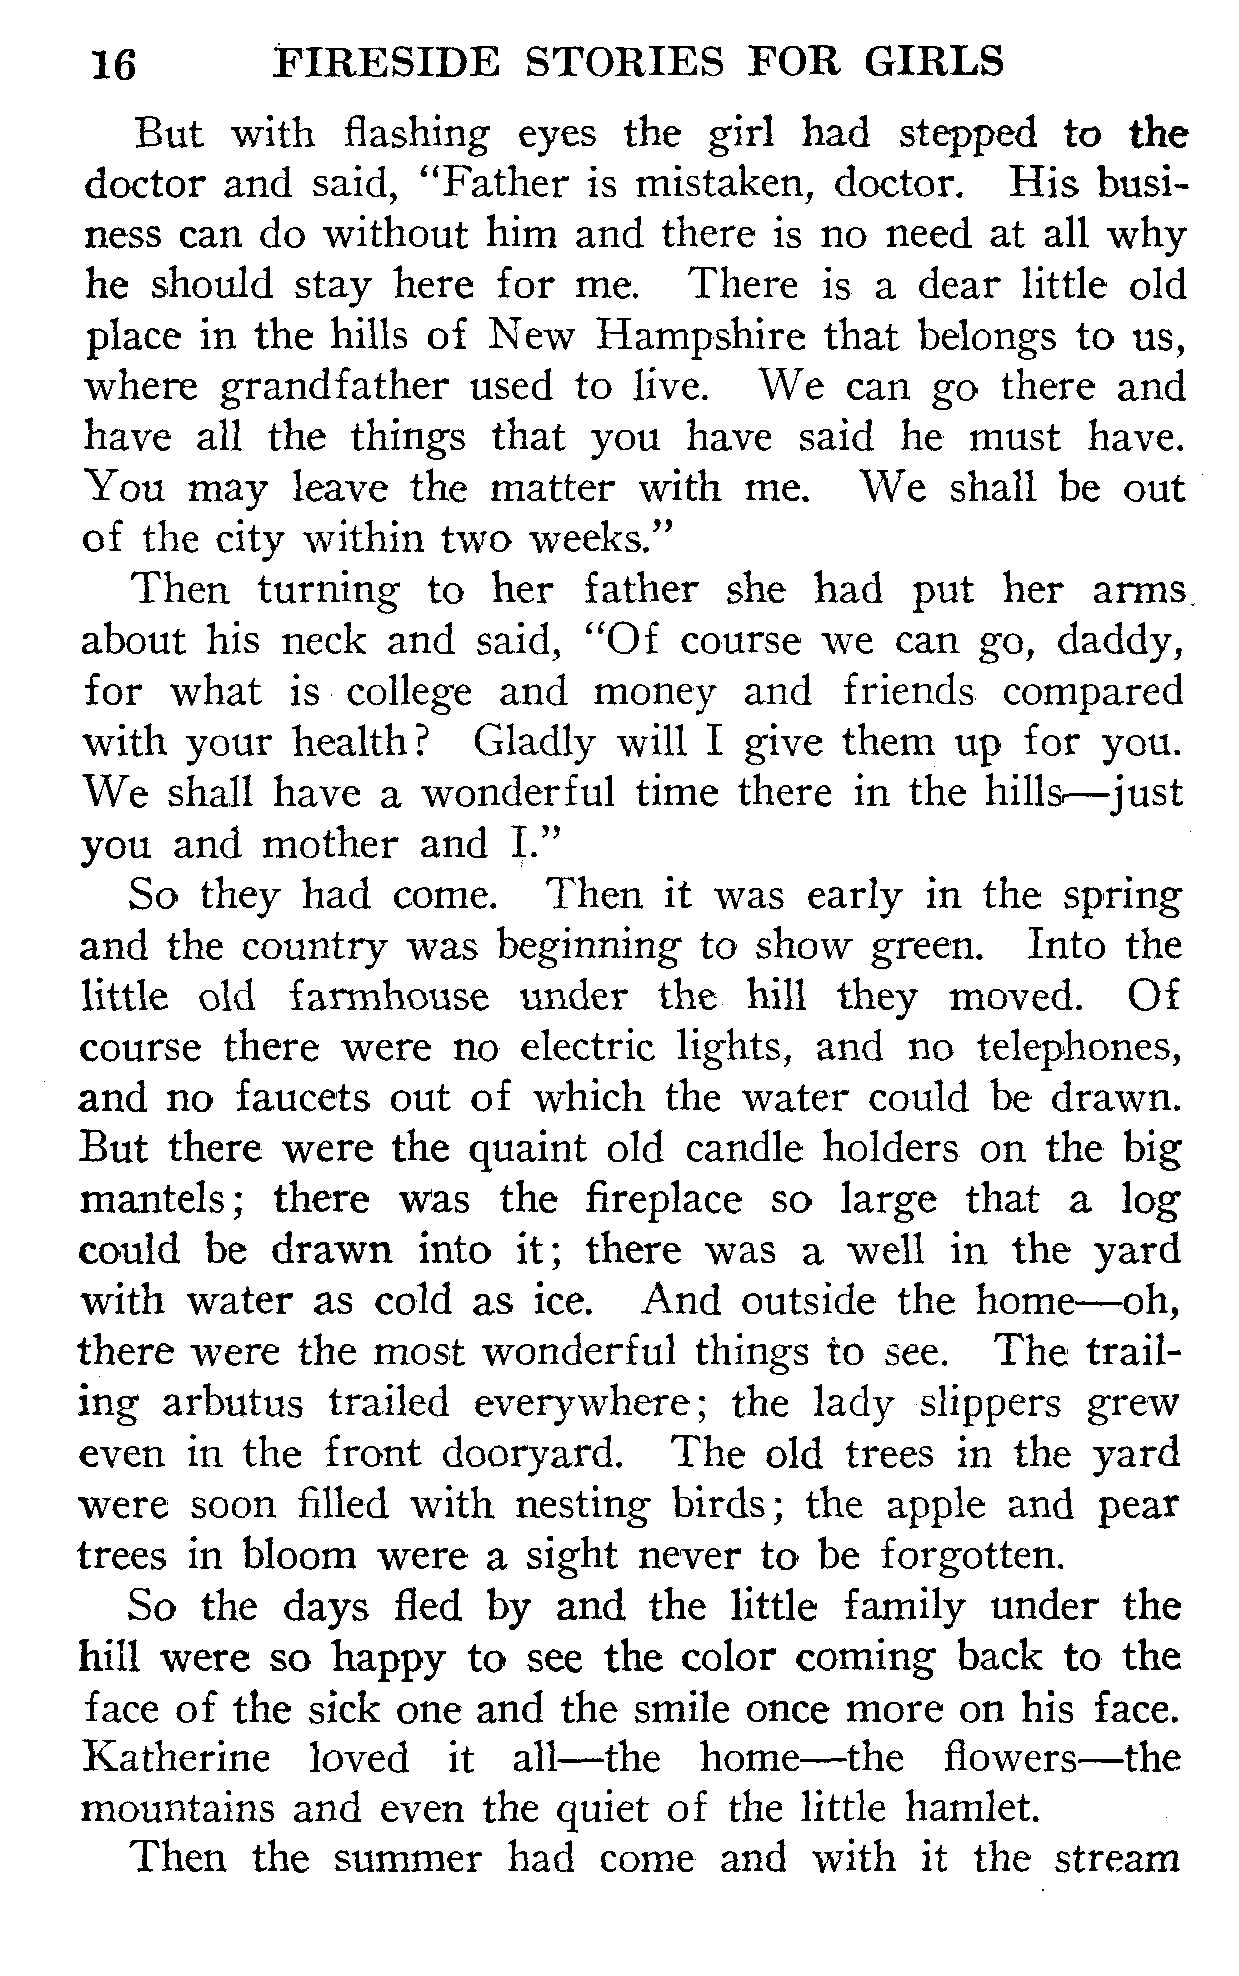 16 FIRESIDE STORIES FOR GIRLS
But with flashing eyes the girl had stepped to the
doctor and said, “Father is mistaken, doctor. His busi-
ness can do without him and there is no need at all why
he should stay here for me. There is a dear little old
place in the hills of New Hampshire that belongs to us,
where grandfather used to live. We can go there and
have all the things that you have said he must have.
You may leave the matter with me. We shall be out
of the city within two weeks.”
Then turning to her father she had put her arms
about his neck and said, “Of course we can go, daddy,
for what is college and money and friends compared
with your health? Gladly will I give them up for you.
We shall have a wonderful time there in the hills—just
you and mother and I.”
So they had come. Then it was early in the spring
and the country was beginning to show green. Into the
little old farmhouse under the hill they moved. Of
course there were no electric lights, and no telephones,
and no faucets out of which the water could be drawn.
But there were the quaint old candle holders on the big
mantels; there was the fireplace so large that a log
could be drawn into it; there was a well in the yard
with water as cold as ice. And outside the home—oh,
there were the most wonderful things to see. The trail-
ing arbutus trailed everywhere; the lady slippers grew
even in the front dooryard. The old trees in the yard
were soon filled with nesting birds; the apple and pear
trees in bloom were a sight never to be forgotten.
So the days fled by and the little family under the
hill were so happy to see the color coming back to the
face of the sick one and the smile once more on his face.
Katherine loved it all—the home—the flowers—the
mountains and even the quiet of the little hamlet.
Then the summer had come and with it the stream